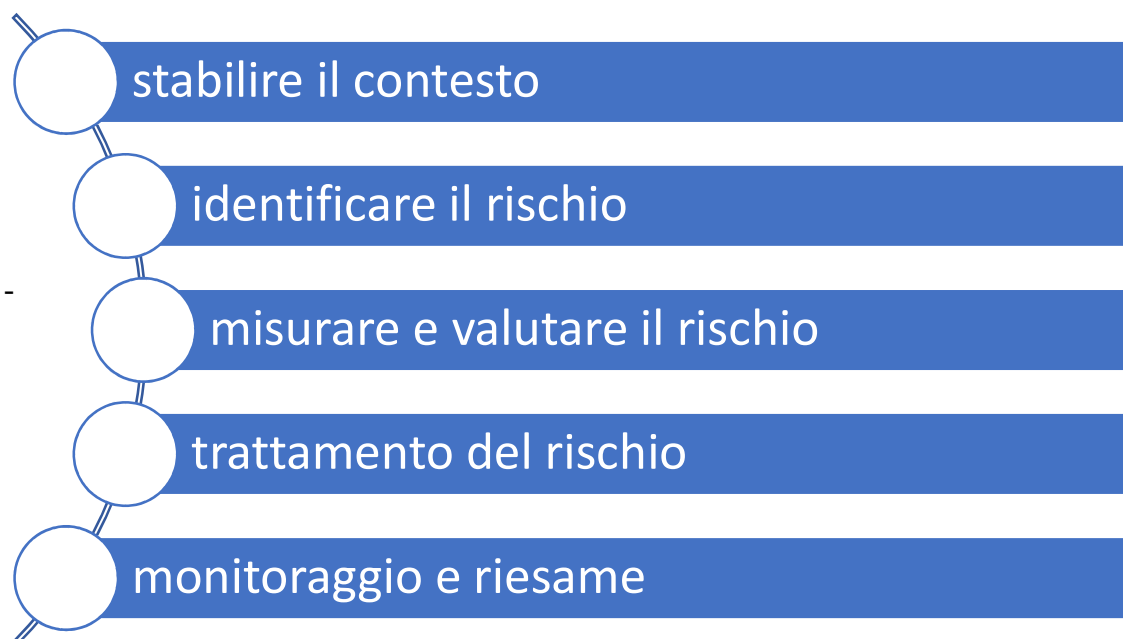 stabilire il contesto
identificare il rischio
-
misurare e valutare il rischio
trattamento del rischio
monitoraggio e riesame